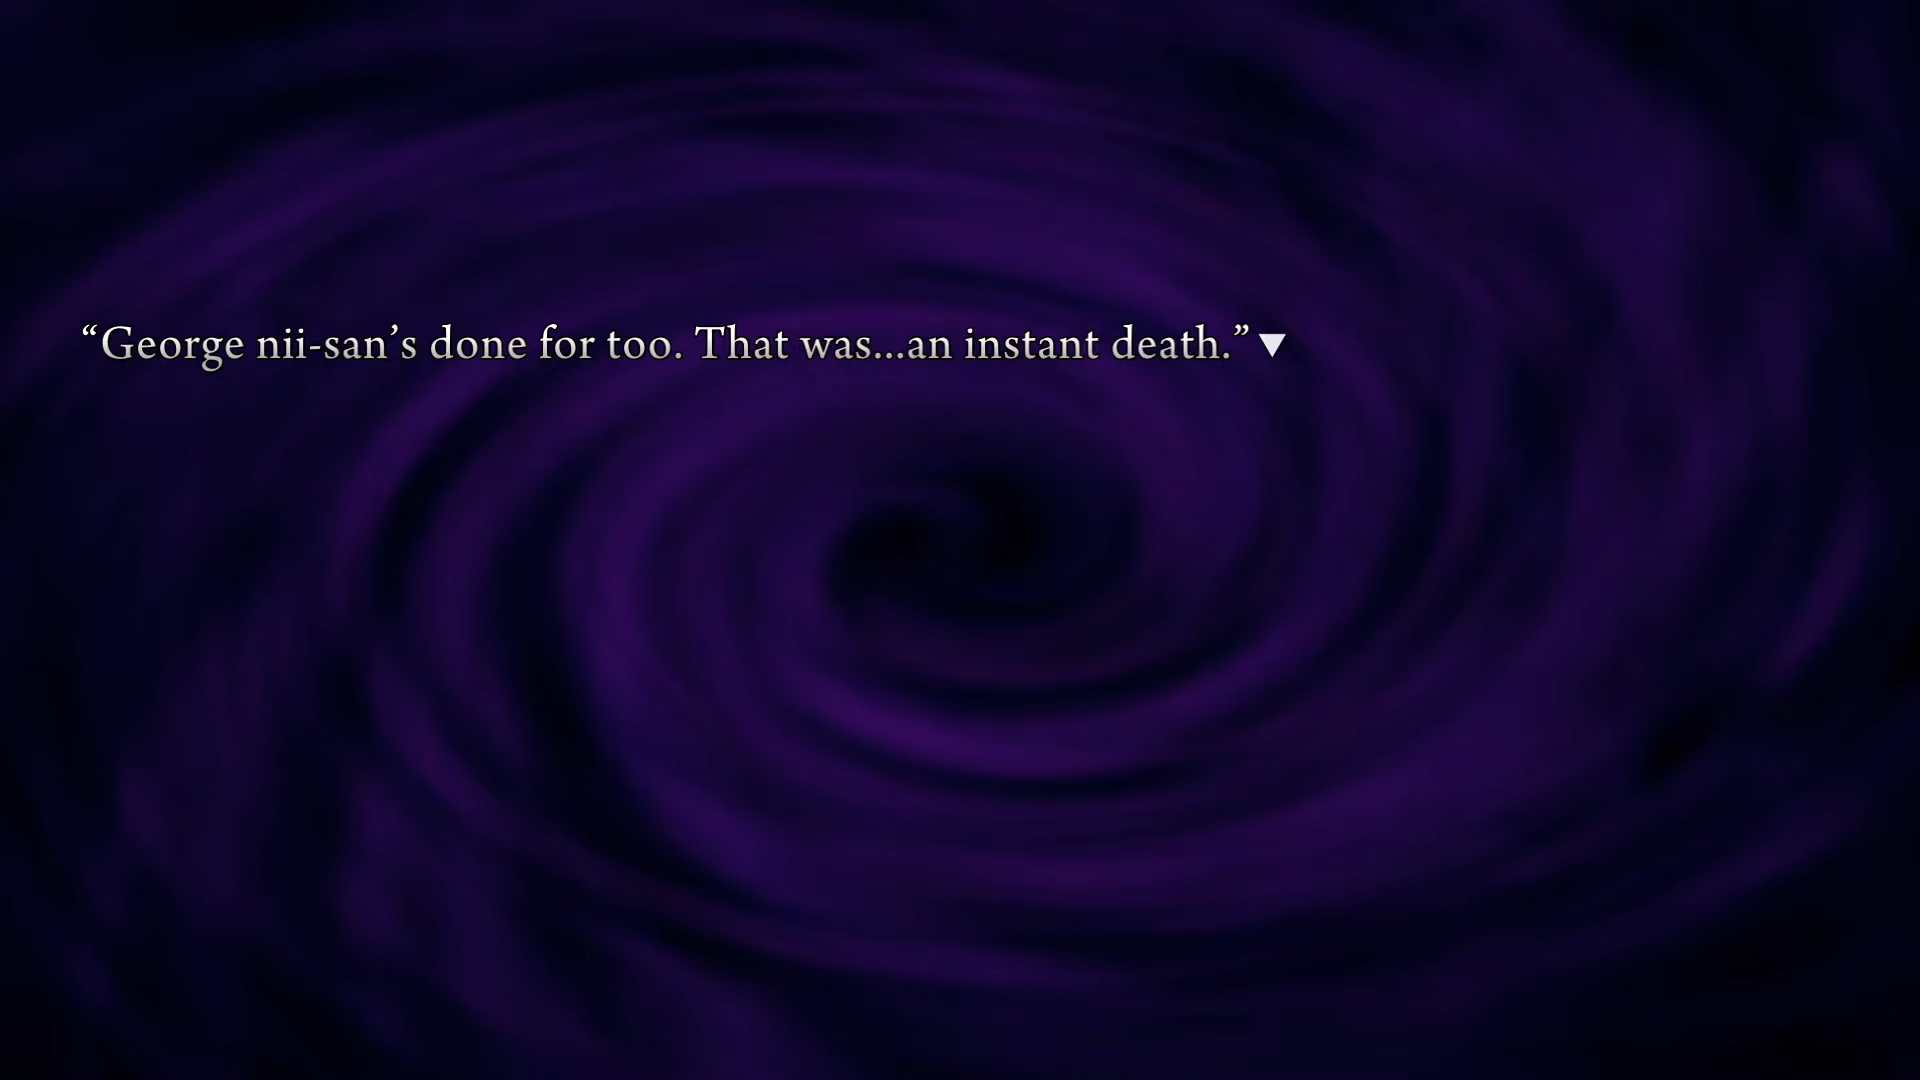 “George nii-san’s done for too. That was...an instant death.”